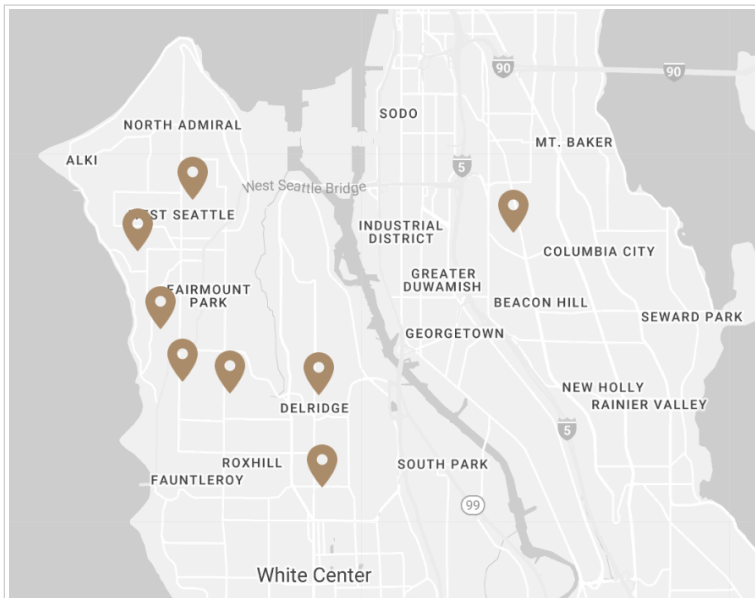 90
90
SODO
NORTH ADMIRAL
MT. BAKER
ALKI
5
West Seattle Bridge
WEST SEATTLE
INDUSTRIAL
DISTRICT
COLUMBIA CITY
GREATER
DUWAMISH
FAIRMOUNT
PARK
BEACON HILL
SEWARD PARK
GEORGETOWN
NEW HOLLY
RAINIER VALLEY
DELRIDGE
5
ROXHILL
SOUTH PARK
FAUNTLEROY
99
White Center